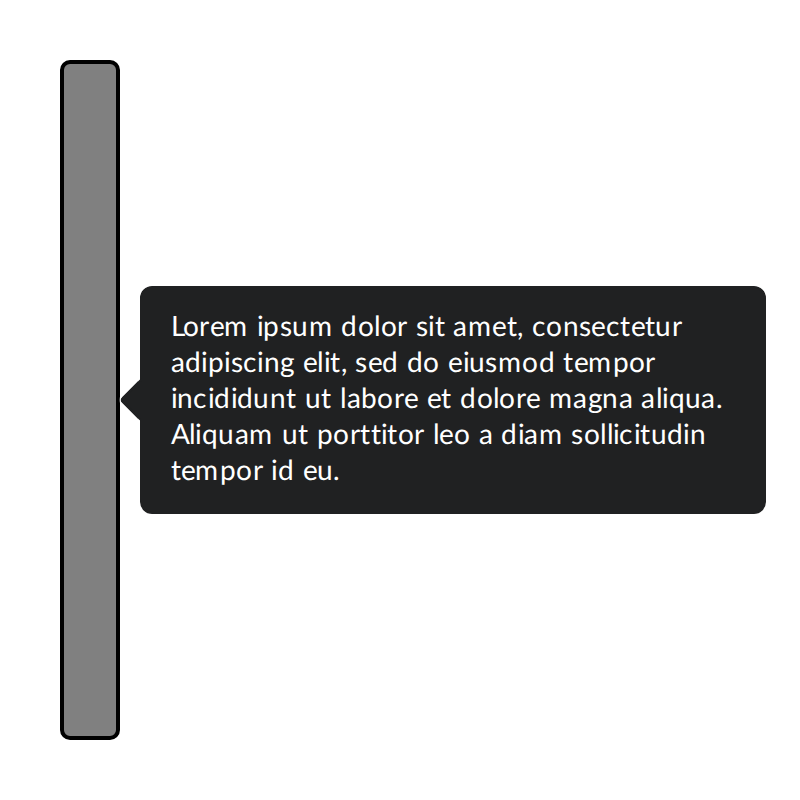 Lorem ipsum dolor sit amet, consectetur
adipiscing elit, sed do eiusmod tempor
incididunt ut labore et dolore magna aliqua.
Aliquam ut porttitor leo a diam sollicitudin
tempor id eu.